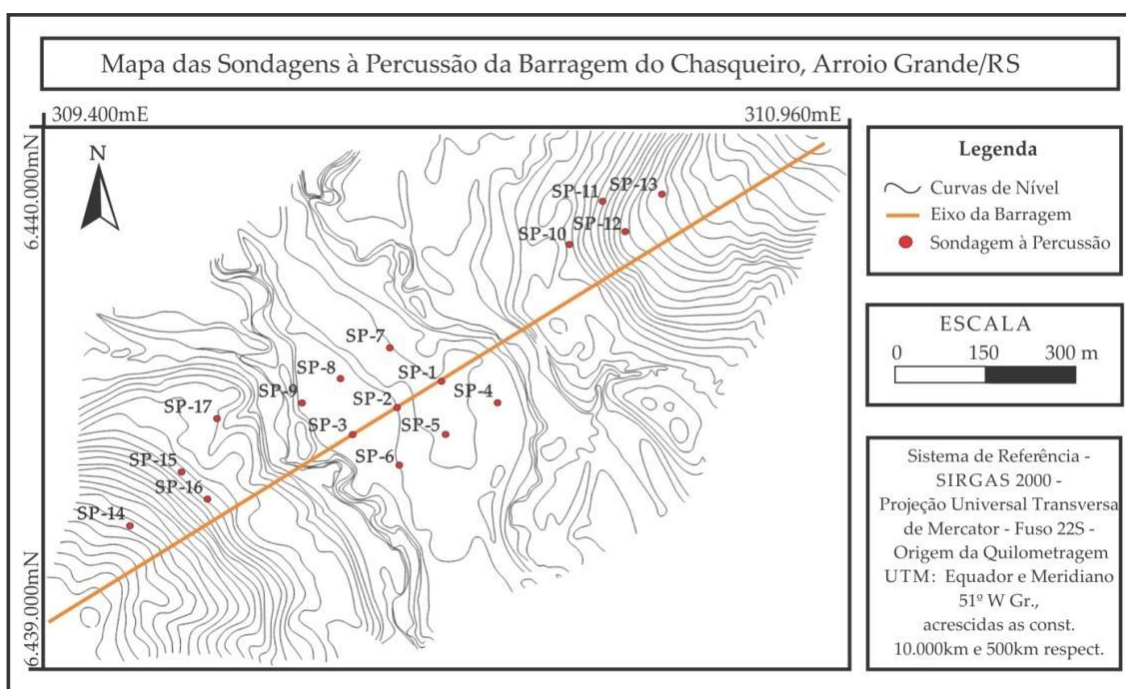 Mapa das Sondagens à Percussão da Barragem do Chasqueiro, Arroio Grande/RS
309.400mE
310.960mE
6.440.000mN
6.439.000mN
N
SP-11
SP-13
SP-10
SP-12
SP-7
SP-8
SP-1
SP-9
SP-2
SP-4
SP-17
SP-3
SP-5
SP-6
SP-15
SP-16
SP-14
Legenda
Curvas de Nível
Eixo da Barragem
Sondagem à Percussão
ESCALA
0 150 300 m
Sistema de Referência -
SIRGAS 2000 -
Projeção Universal Transversa
de Mercator - Fuso 22S -
Origem da Quilometragem
UTM: Equador e Meridiano
51º W Gr.,
acrescidas as const.
10.000km e 500km respect.